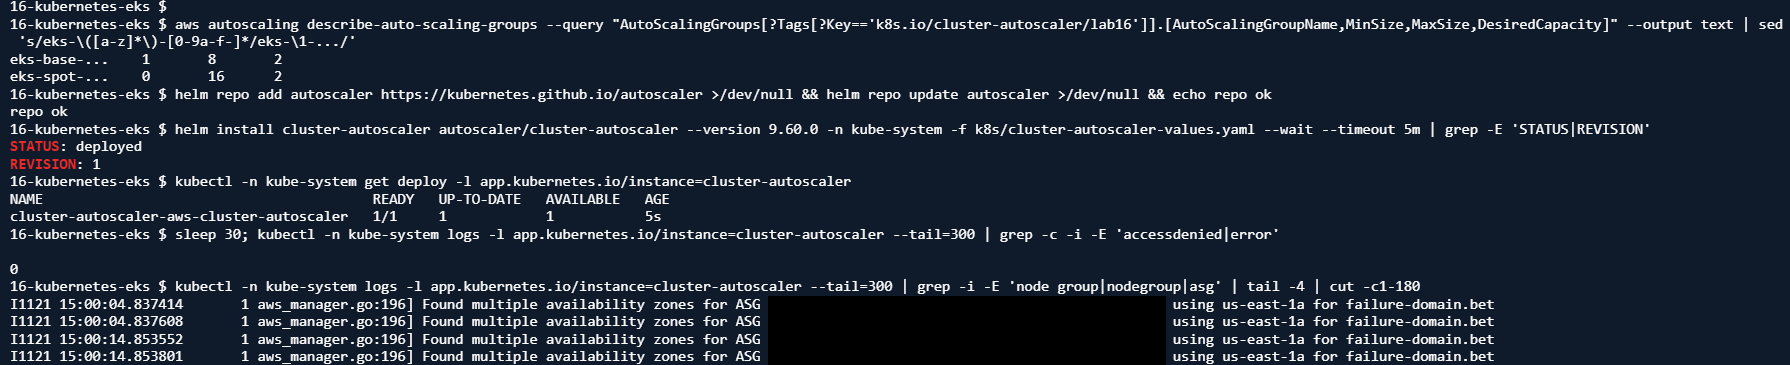 16-kubernetes-eks $
16-kubernetes-eks $ aws autoscaling describe-auto-scaling-groups --query "AutoScalingGroups[?Tags[?Key=='k8s.io/cluster-autoscaler/lab16']].[AutoScalingGroupName,MinSize,MaxSize,DesiredCapacity]" --output text | sed
 's/eks-\([a-z]*\)-[0-9a-f-]*/eks-\1-.../'
eks-base-...    1       8       2
eks-spot-...    0       16      2
16-kubernetes-eks $ helm repo add autoscaler https://kubernetes.github.io/autoscaler >/dev/null && helm repo update autoscaler >/dev/null && echo repo ok
repo ok
16-kubernetes-eks $ helm install cluster-autoscaler autoscaler/cluster-autoscaler --version 9.60.0 -n kube-system -f k8s/cluster-autoscaler-values.yaml --wait --timeout 5m | grep -E 'STATUS|REVISION'
STATUS: deployed
REVISION: 1
16-kubernetes-eks $ kubectl -n kube-system get deploy -l app.kubernetes.io/instance=cluster-autoscaler
NAME                                        READY   UP-TO-DATE   AVAILABLE   AGE
cluster-autoscaler-aws-cluster-autoscaler   1/1     1            1           5s
16-kubernetes-eks $ sleep 30; kubectl -n kube-system logs -l app.kubernetes.io/instance=cluster-autoscaler --tail=300 | grep -c -i -E 'accessdenied|error'
0
16-kubernetes-eks $ kubectl -n kube-system logs -l app.kubernetes.io/instance=cluster-autoscaler --tail=300 | grep -i -E 'node group|nodegroup|asg' | tail -4 | cut -c1-180
I1121 15:00:04.837414       1 aws_manager.go:196] Found multiple availability zones for ASG using us-east-1a for failure-domain.bet
I1121 15:00:04.837608       1 aws_manager.go:196] Found multiple availability zones for ASG using us-east-1a for failure-domain.bet
I1121 15:00:14.853552       1 aws_manager.go:196] Found multiple availability zones for ASG using us-east-1a for failure-domain.bet
I1121 15:00:14.853801       1 aws_manager.go:196] Found multiple availability zones for ASG using us-east-1a for failure-domain.bet